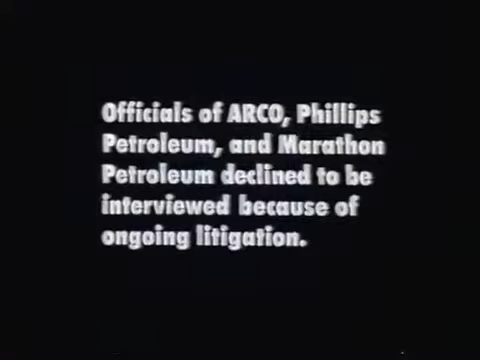 Officials of ARCO, Phillips
Petroleum, and Marathon
Petroleum declined to be
interviewed because of
ongoing litigation.